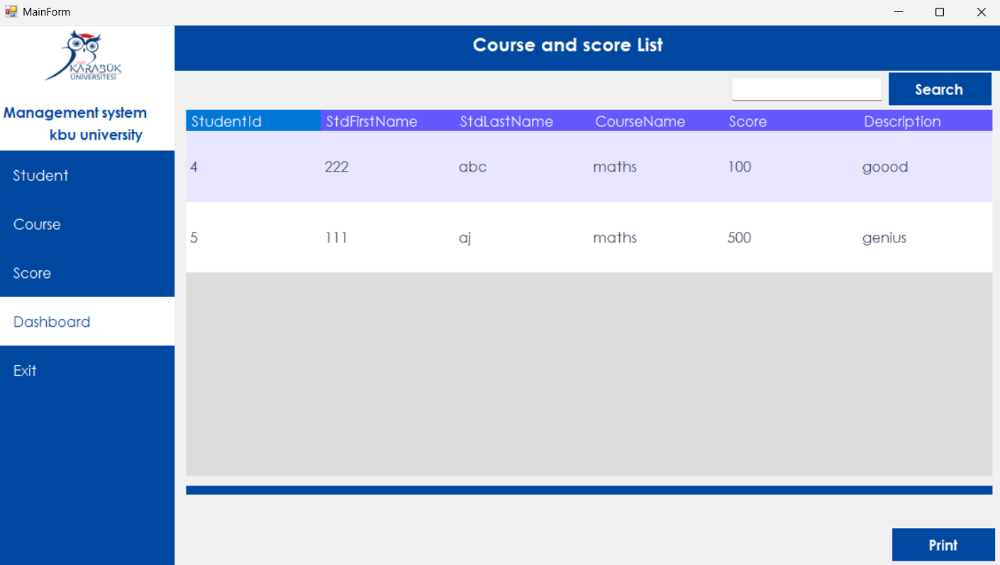 MainForm
2007
KARABÜK
ÜNİVERSİTESİ
Management system
kbu university
Student
Course
Score
Dashboard
Exit
Course and score List
Search
StudentId StdFirstName StdLastName CourseName Score Description
4 222 abc maths 100 goood
5 111 aj maths 500 genius
Print